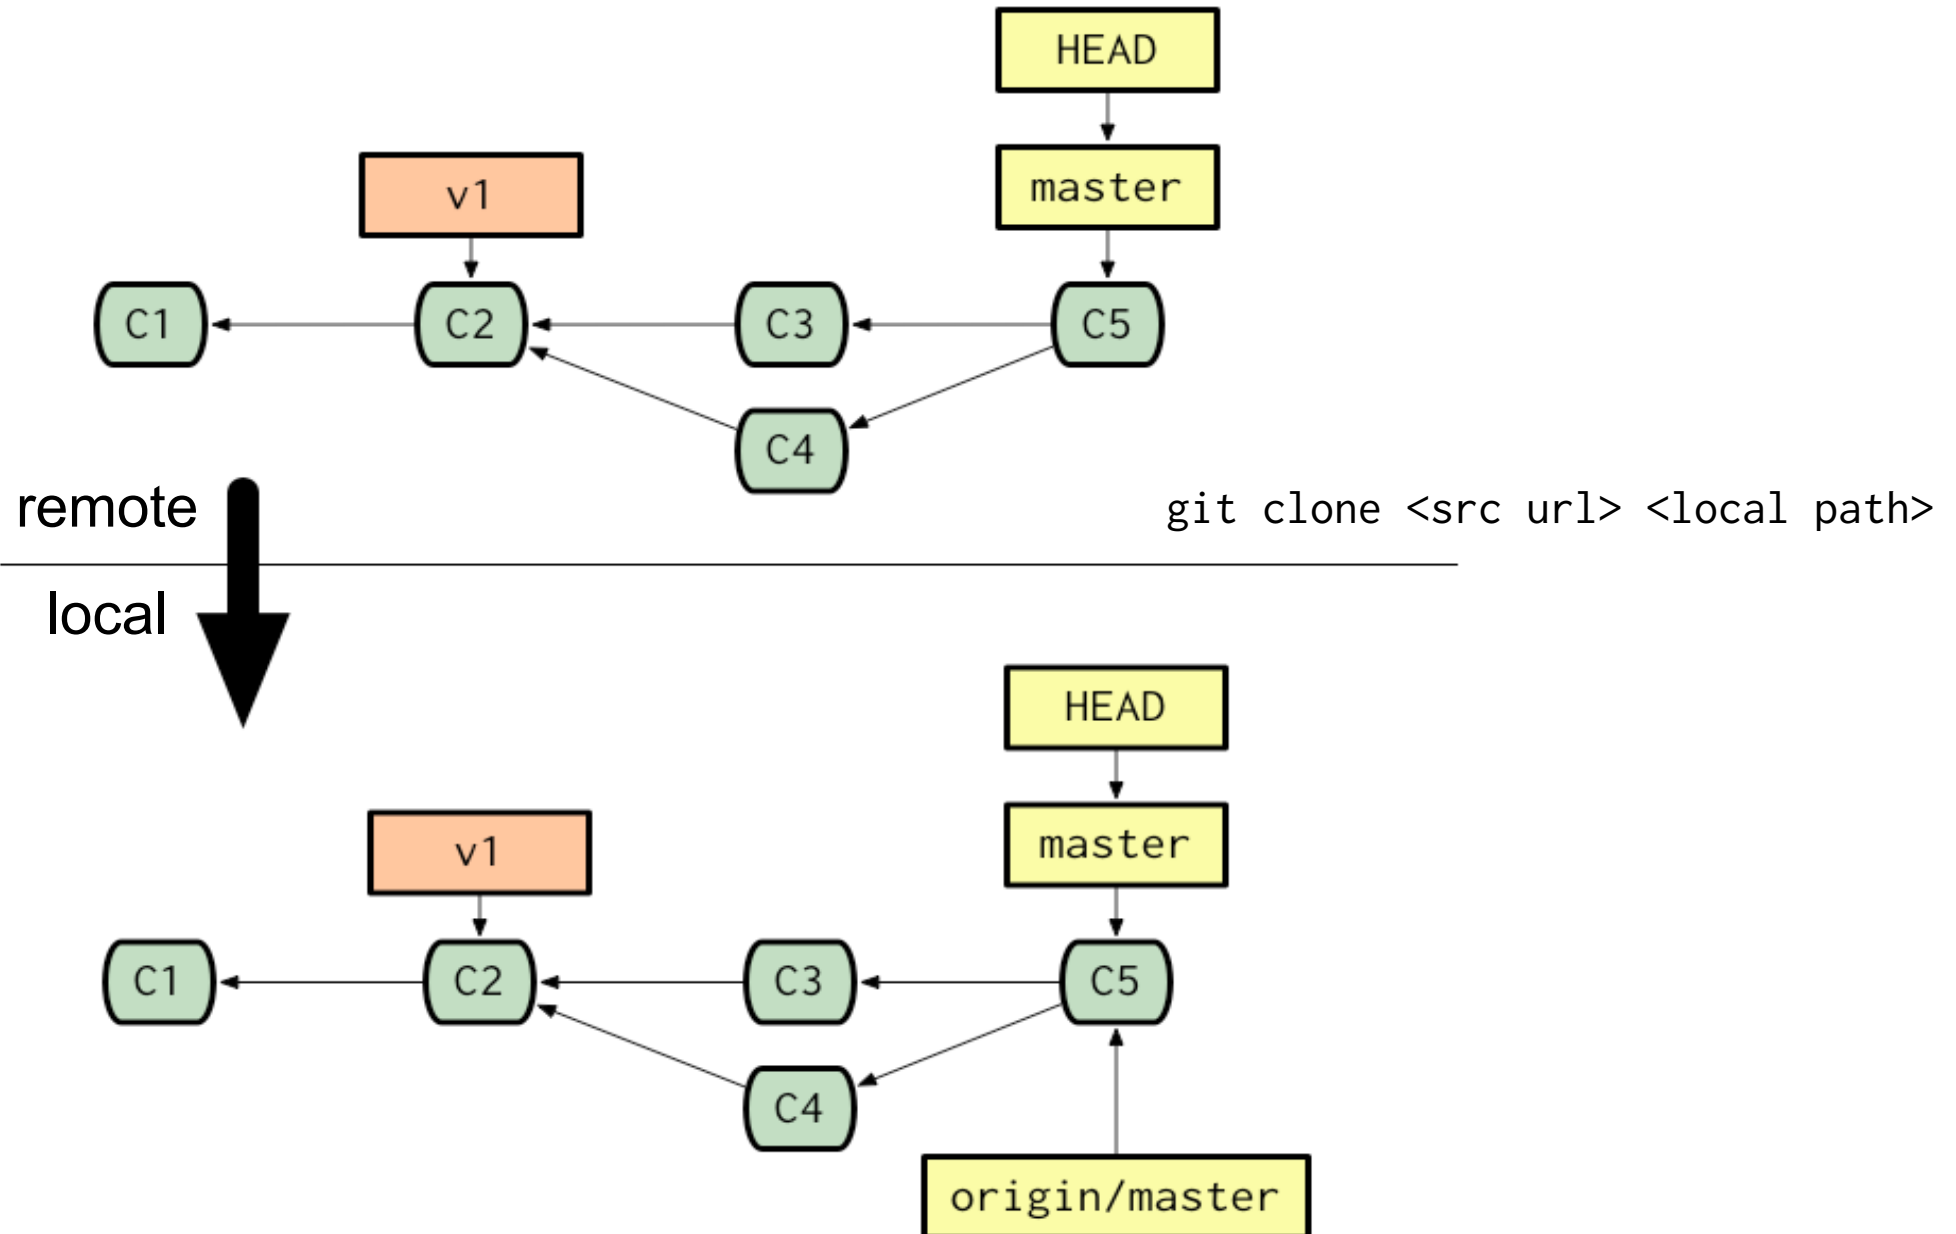 HEAD
v1
master
C1
C2
C3
C5
C4
remote
git clone <src url> <local path>
local
HEAD
v1
master
C1
C2
C3
C5
C4
origin/master